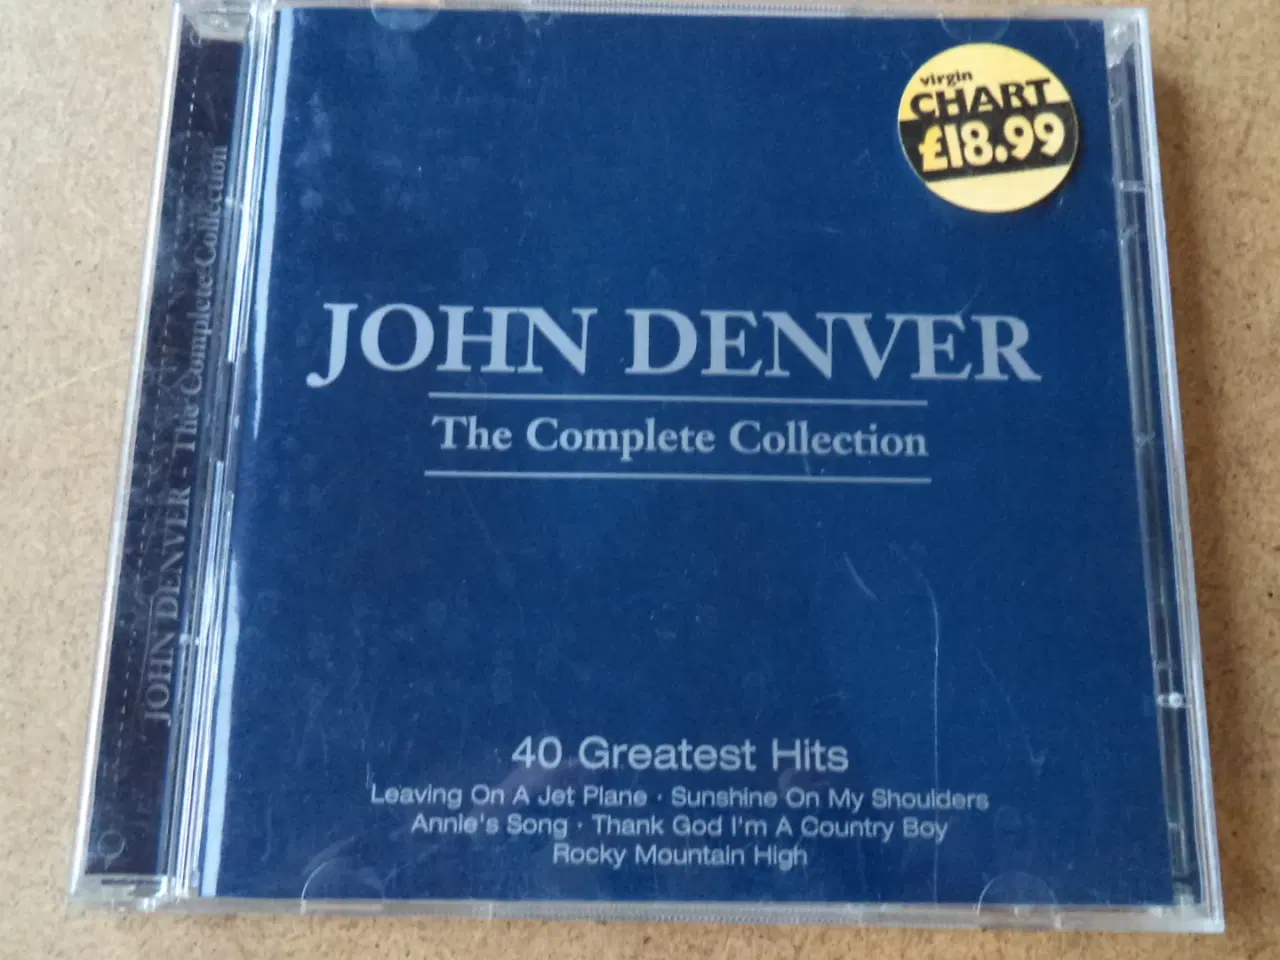 virgin
CHART
£18.99
JOHN DENVER
The Complete Collection
40 Greatest Hits
Leaving On A Jet Plane · Sunshine On My Shoulders
Annie's Song · Thank God I'm A Country Boy
Rocky Mountain High
JOHN DENVER - The Complete Collection